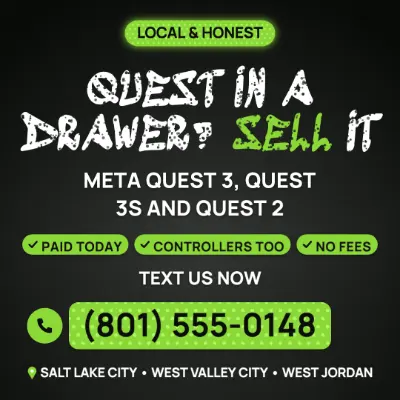 LOCAL & HONEST
QUEST IN A
DRAWER? SELL IT
META QUEST 3, QUEST
3S AND QUEST 2
✓ PAID TODAY ✓ CONTROLLERS TOO ✓ NO FEES
TEXT US NOW
(801) 555-0148
SALT LAKE CITY • WEST VALLEY CITY • WEST JORDAN